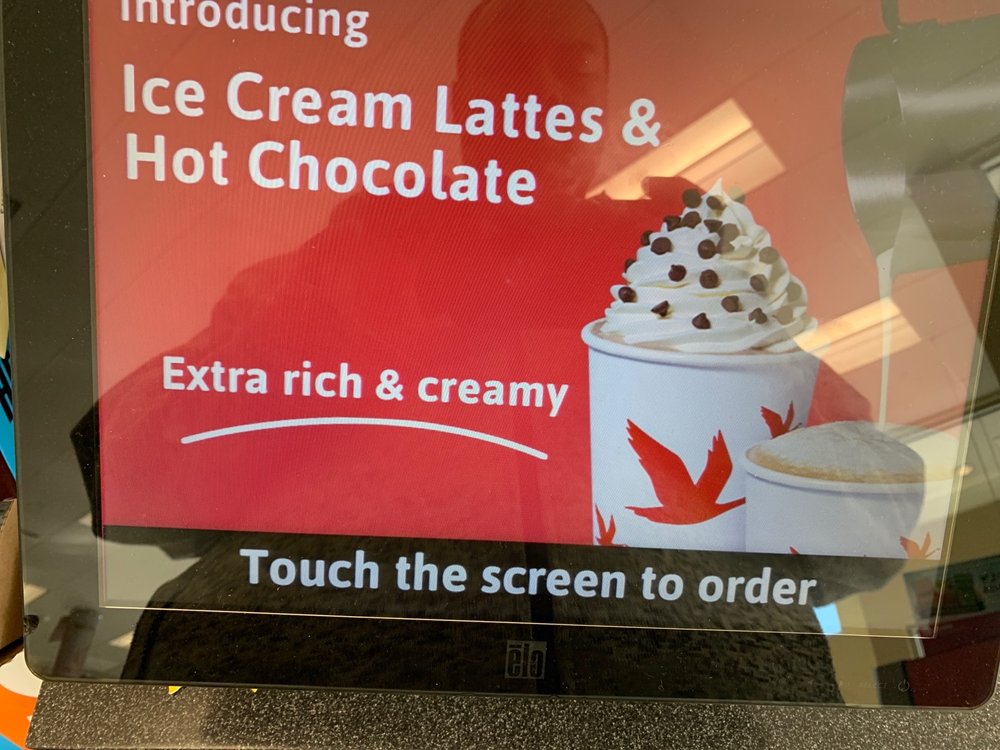 Introducing
Ice Cream Lattes &
Hot Chocolate
Extra rich & creamy
Touch the screen to order
elo